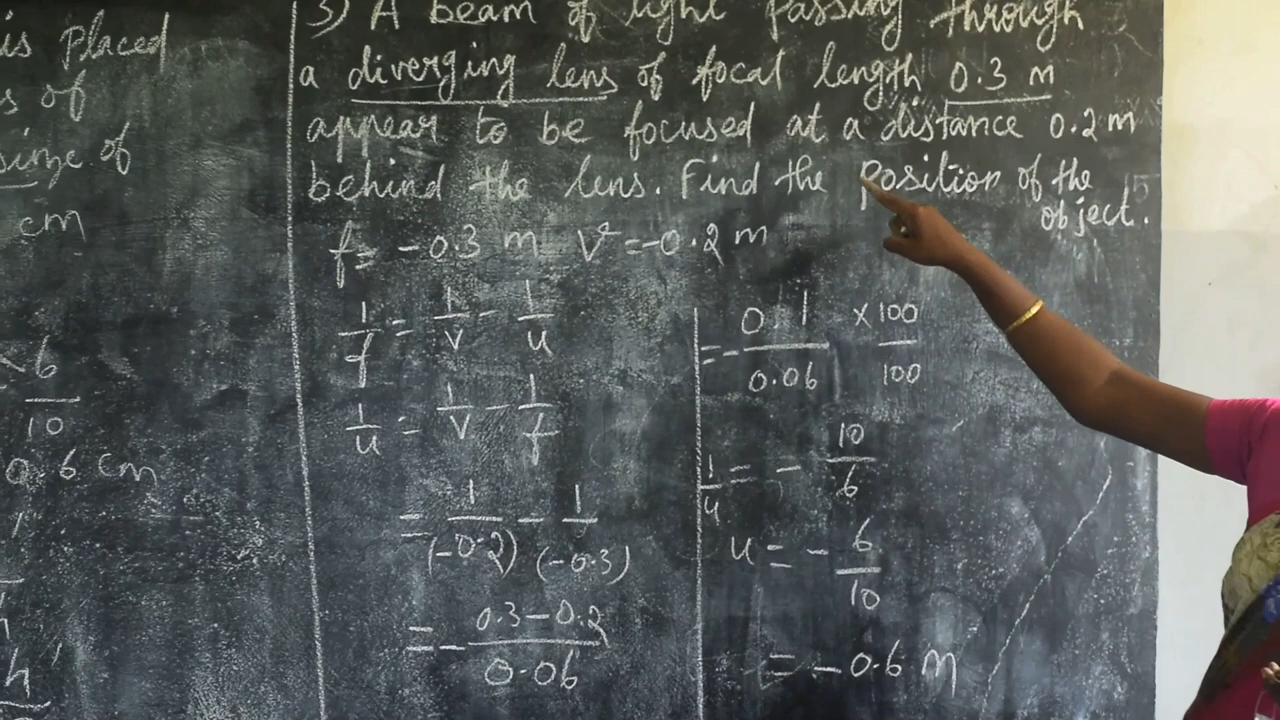 is placed
s of
size of
cm
× 6
10
0.6 cm
h
3) A beam of light passing through
a diverging lens of focal length 0.3 m
appear to be focused at a distance 0.2 m
behind the lens. Find the position of the
object.
f = -0.3 m v = -0.2 m
1/f = 1/v - 1/u
1/u = 1/v - 1/f
= 1/(-0.2) - 1/(-0.3)
= - 0.3 - 0.2/0.06
= - 0.1/0.06 × 100/100
1/u = - 10/6
u = - 6/10
= - 0.6 m